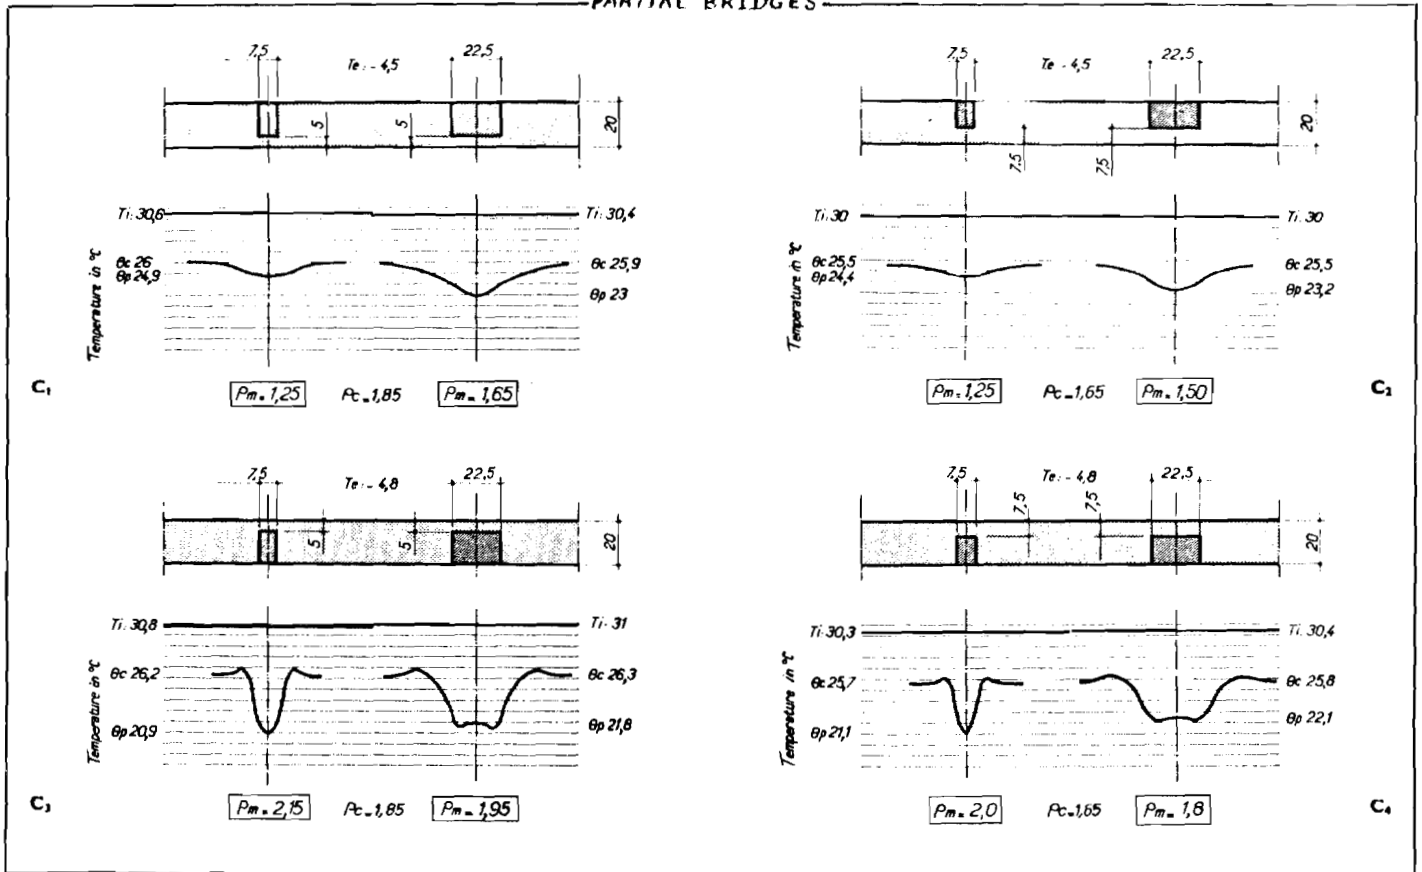 PARTIAL BRIDGES
7,5
Te: -4,5
22,5
5
5
20
Ti: 30,6
Ti: 30,4
Temperature in °C
θc 26
θp 24,9
θc 25,9
θp 23
C₁
Pm = 1,25
Pc = 1,85
Pm = 1,65
7,5
Te -4,5
22,5
7,5
7,5
20
Ti: 30
Ti: 30
Temperature in °C
θc 25,5
θp 24,4
θc 25,5
θp 23,2
Pm = 1,25
Pc = 1,65
Pm = 1,50
C₂
7,5
Te: -4,8
22,5
5
5
20
Ti: 30,8
Ti: 31
Temperature in °C
θc 26,2
θp 20,9
θc 26,3
θp 21,8
C₃
Pm = 2,15
Pc = 1,85
Pm = 1,95
7,5
Te: -4,8
22,5
7,5
7,5
20
Ti: 30,3
Ti: 30,4
Temperature in °C
θc 25,7
θp 21,1
θc 25,8
θp 22,1
Pm = 2,0
Pc = 1,65
Pm = 1,8
C₄